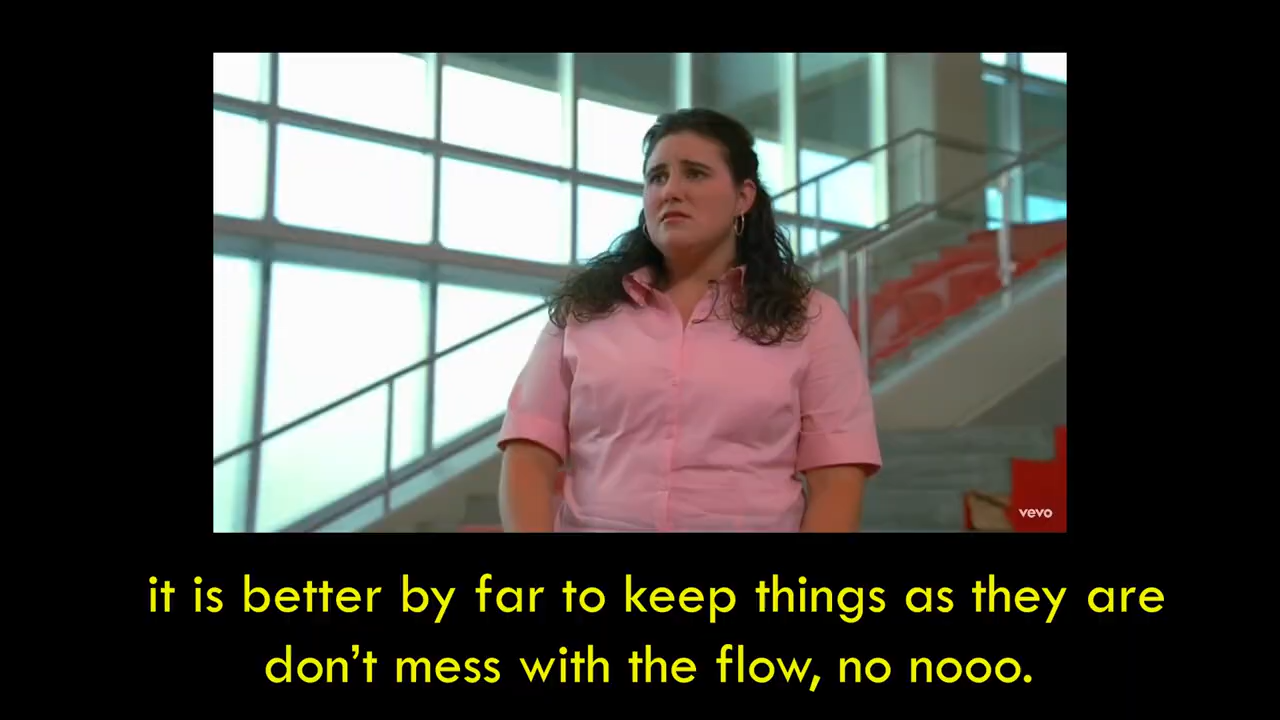 vevo
it is better by far to keep things as they are
don't mess with the flow, no nooo.